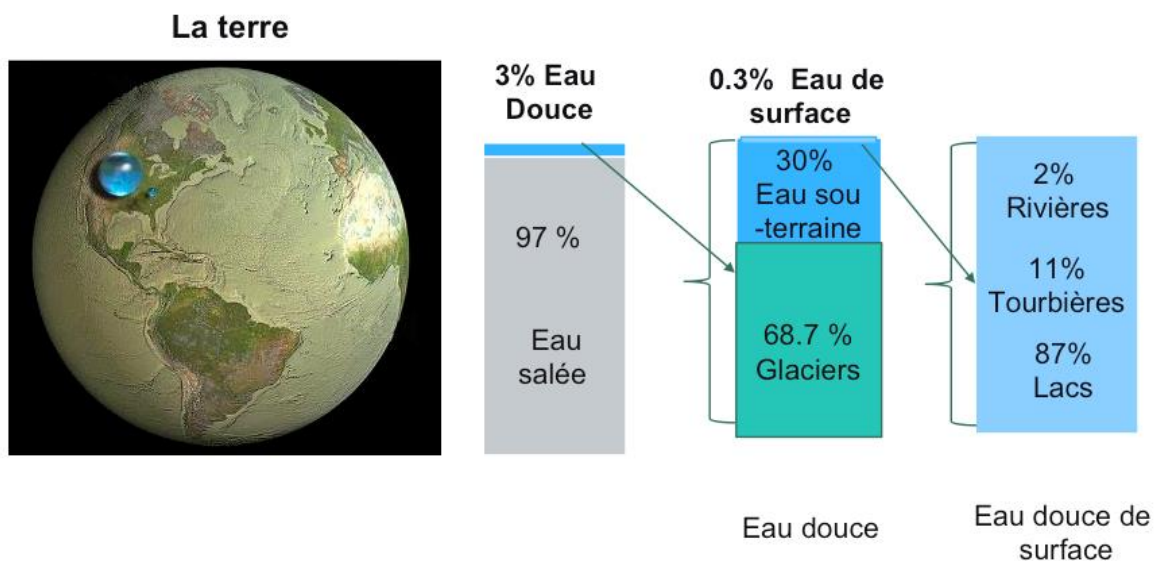 La terre
3% Eau
Douce
97 %
Eau
salée
0.3% Eau de
surface
30%
Eau sou
-terraine
68.7 %
Glaciers
Eau douce
2%
Rivières
11%
Tourbières
87%
Lacs
Eau douce de
surface